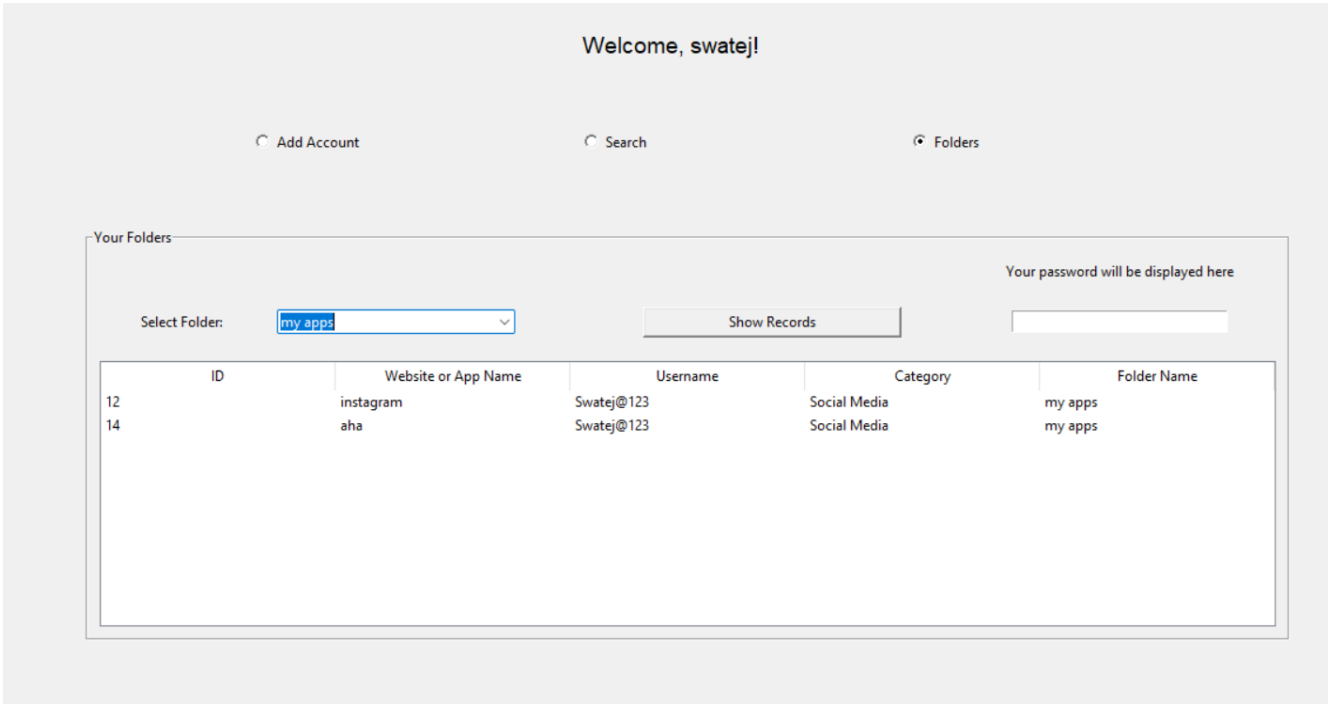 Welcome, swatej!
Add Account Search Folders
Your Folders
Your password will be displayed here
Select Folder: my apps Show Records
ID Website or App Name Username Category Folder Name
12 instagram Swatej@123 Social Media my apps
14 aha Swatej@123 Social Media my apps